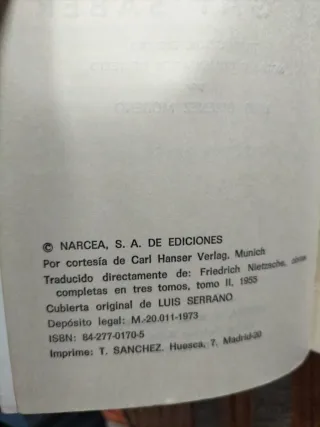 © NARCEA, S. A. DE EDICIONES
Por cortesía de Carl Hanser Verlag, Munich
Traducido directamente de: Friedrich Nietzsche, obras
completas en tres tomos, tomo II, 1955
Cubierta original de LUIS SERRANO
Depósito legal: M.-20.011-1973
ISBN: 84-277-0170-5
Imprime: T. SANCHEZ. Huesca, 7. Madrid-20